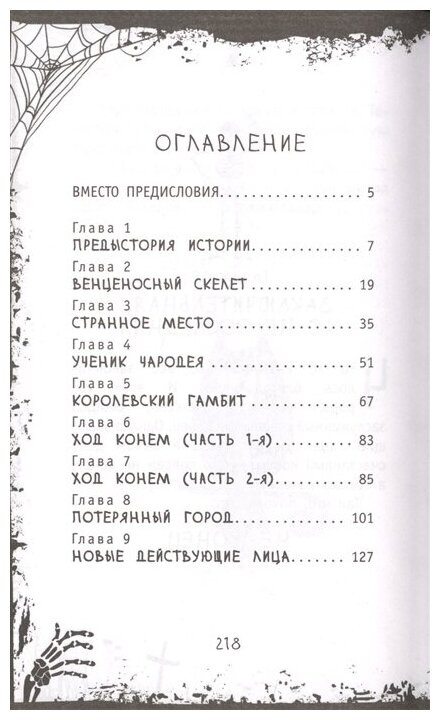 ОГЛАВЛЕНИЕ
ВМЕСТО ПРЕДИСЛОВИЯ.................... 5
Глава 1
ПРЕДЫСТОРИЯ ИСТОРИИ................ 7
Глава 2
ВЕНЦЕНОСНЫЙ СКЕЛЕТ................ 19
Глава 3
СТРАННОЕ МЕСТО...................... 35
Глава 4
УЧЕНИК ЧАРОДЕЯ..................... 51
Глава 5
КОРОЛЕВСКИЙ ГАМБИТ................. 67
Глава 6
ХОД КОНЕМ (ЧАСТЬ 1-Я)............... 83
Глава 7
ХОД КОНЕМ (ЧАСТЬ 2-Я).............. 85
Глава 8
ПОТЕРЯННЫЙ ГОРОД................... 101
Глава 9
НОВЫЕ ДЕЙСТВУЮЩИЕ ЛИЦА....... 127
218